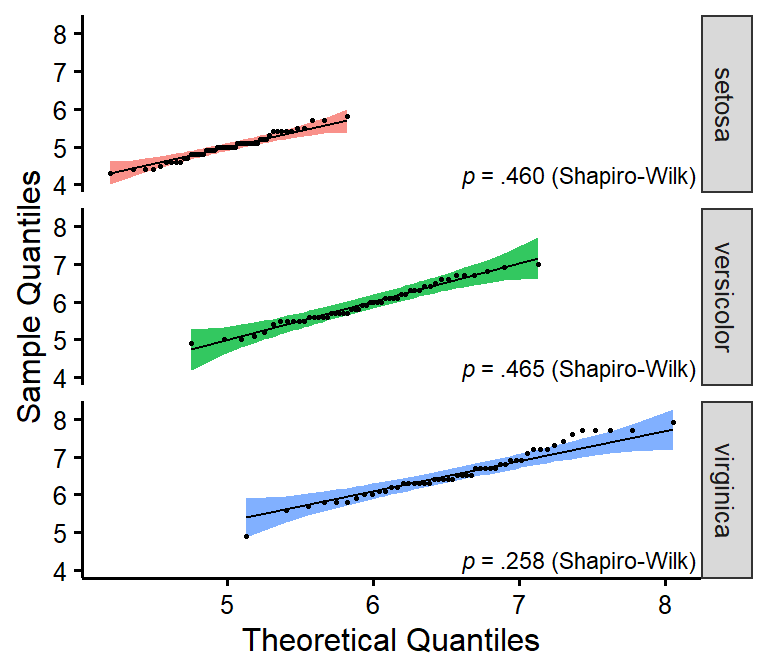 8
7
6
5
4
p = .460 (Shapiro-Wilk)
setosa
8
7
6
5
4
p = .465 (Shapiro-Wilk)
versicolor
8
7
6
5
4
p = .258 (Shapiro-Wilk)
virginica
Sample Quantiles
5 6 7 8
Theoretical Quantiles